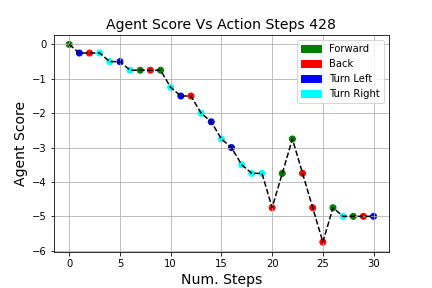 Agent Score Vs Action Steps 428
0
−1
−2
−3
−4
−5
−6
Agent Score
Forward
Back
Turn Left
Turn Right
0 5 10 15 20 25 30
Num. Steps